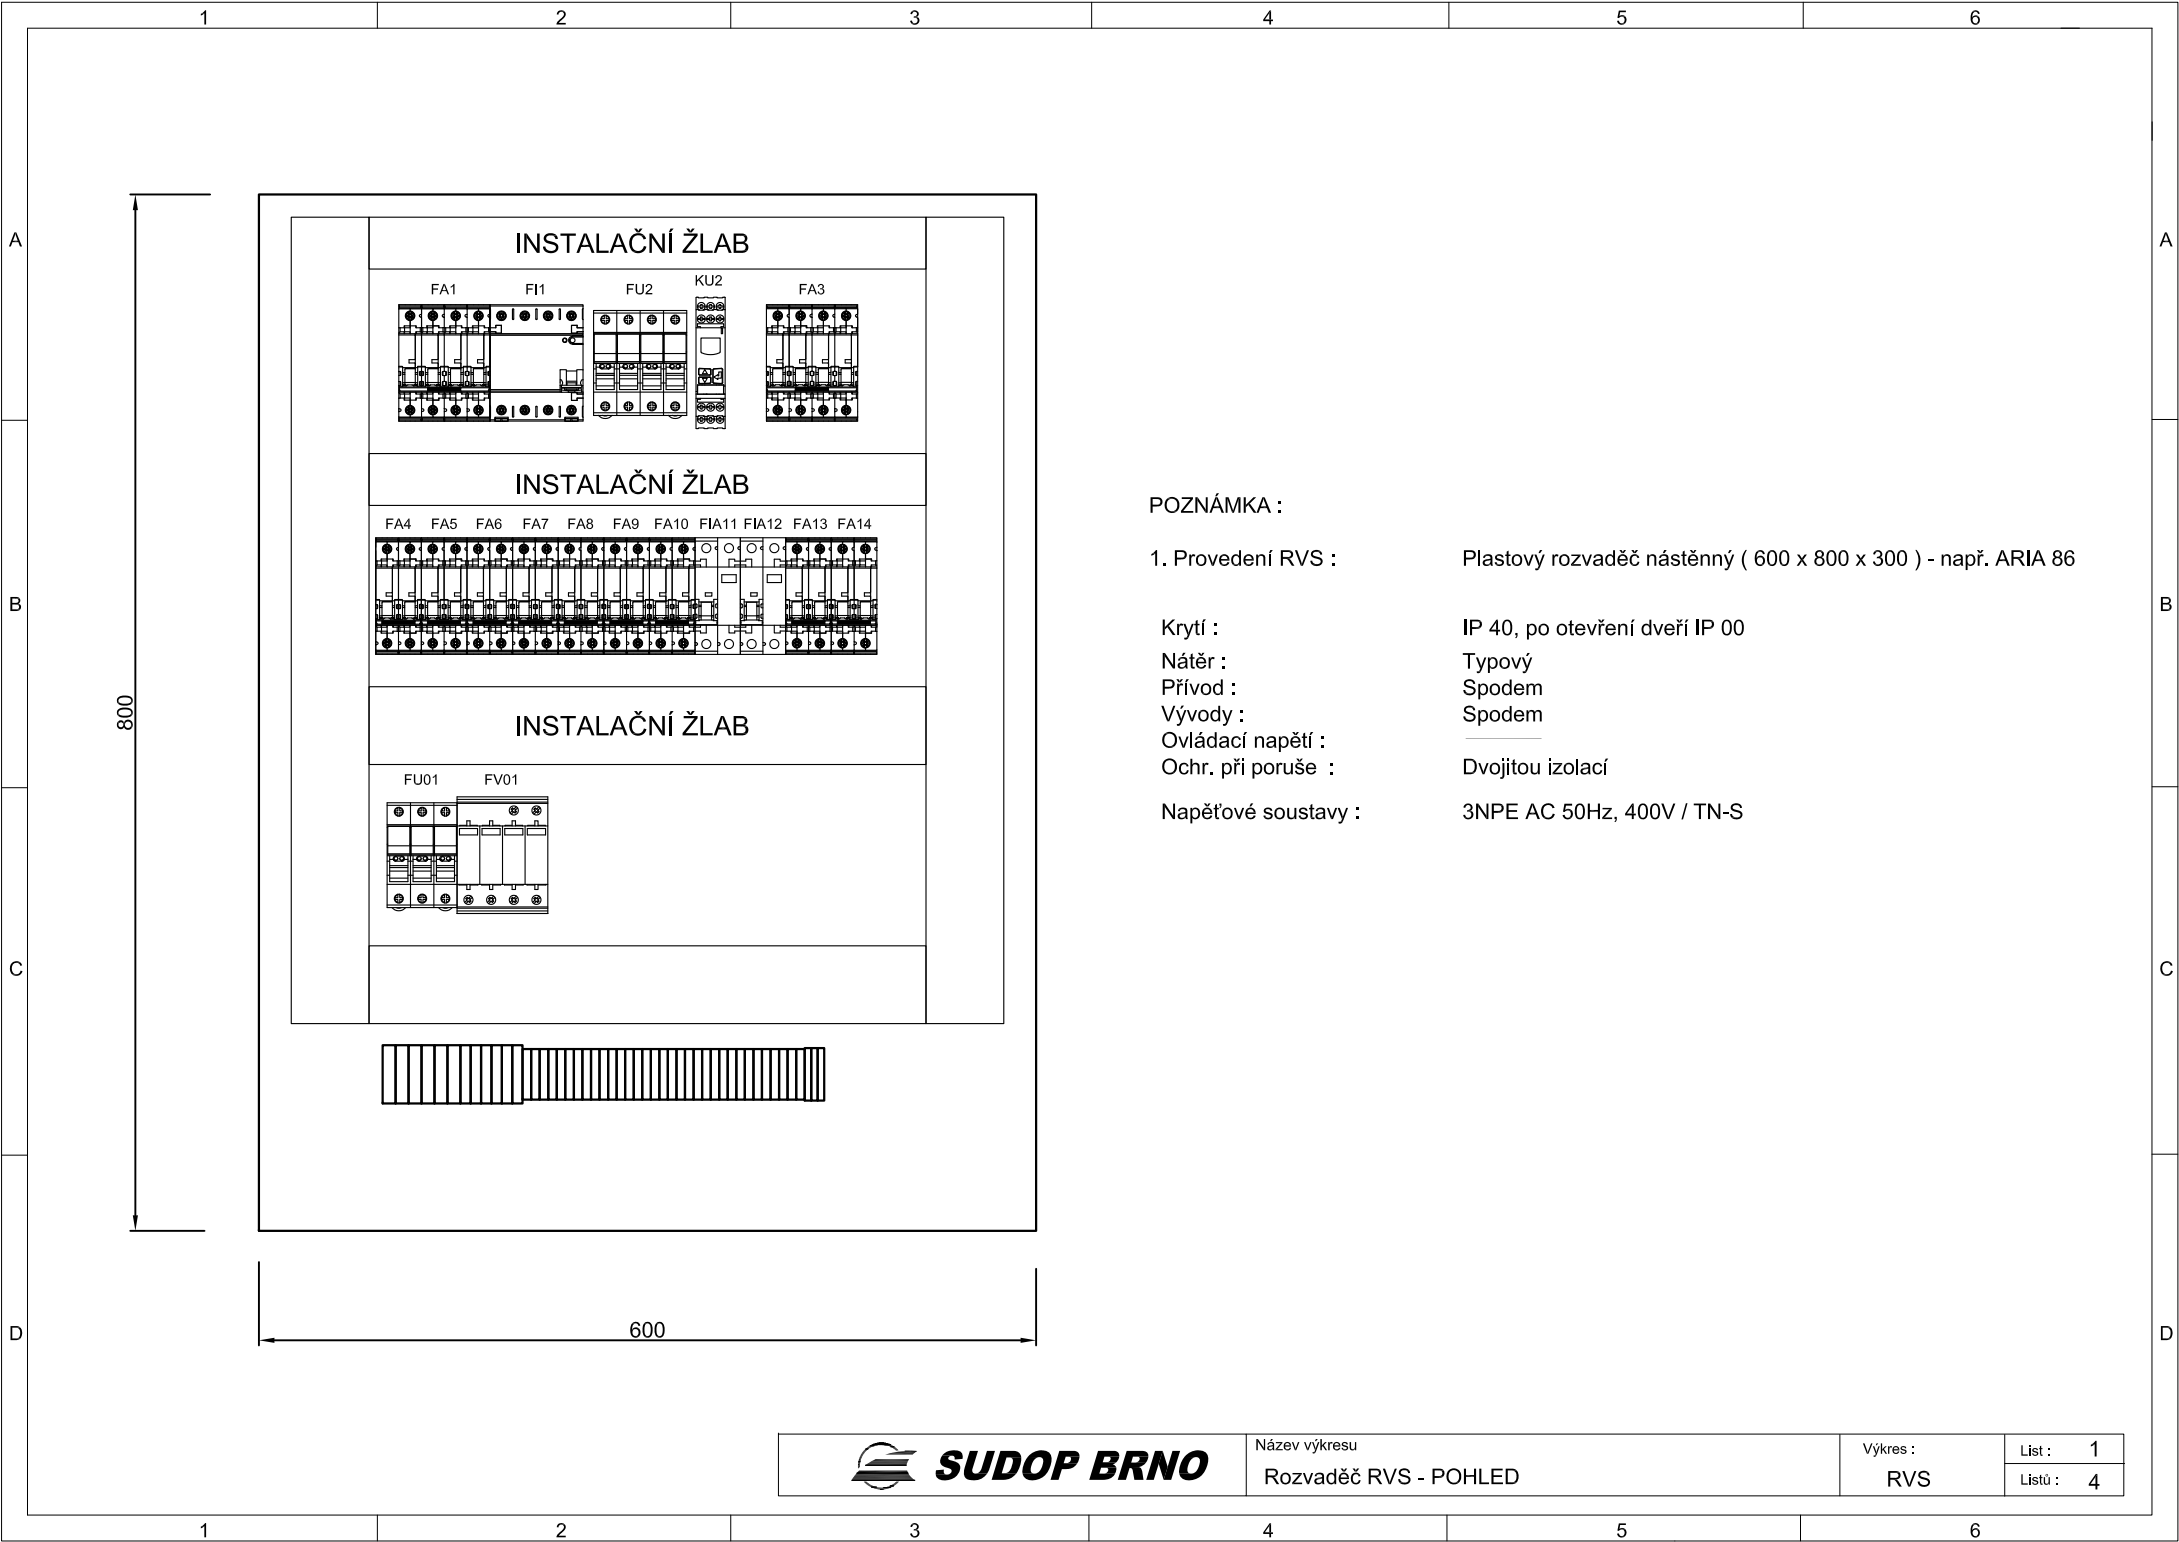 1 2 3 4 5 6
A A
INSTALAČNÍ ŽLAB
FA1 FI1 FU2 KU2 FA3
INSTALAČNÍ ŽLAB
FA4 FA5 FA6 FA7 FA8 FA9 FA10 FIA11 FIA12 FA13 FA14
B B
800
INSTALAČNÍ ŽLAB
FU01 FV01
C C
POZNÁMKA :
1. Provedení RVS : Plastový rozvaděč nástěnný ( 600 x 800 x 300 ) - např. ARIA 86
Krytí : IP 40, po otevření dveří IP 00
Nátěr : Typový
Přívod : Spodem
Vývody : Spodem
Ovládací napětí :
Ochr. při poruše : Dvojitou izolací
Napěťové soustavy : 3NPE AC 50Hz, 400V / TN-S
600
D D
SUDOP BRNO
Název výkresu
Rozvaděč RVS - POHLED
Výkres :
RVS
List : 1
Listů : 4
1 2 3 4 5 6